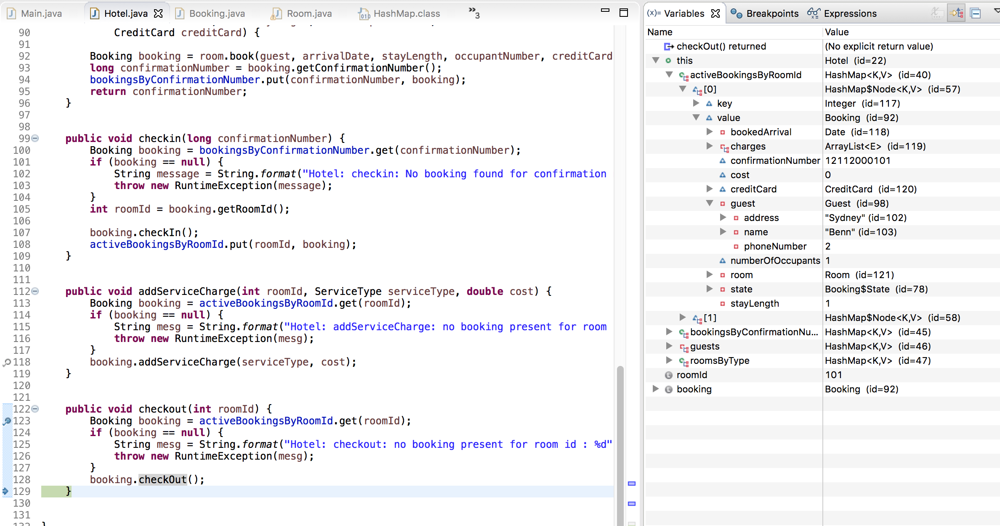 Main.java Hotel.java Booking.java Room.java HashMap.class »3
90 CreditCard creditCard) {
91
92 Booking booking = room.book(guest, arrivalDate, stayLength, occupantNumber, creditCard
93 long confirmationNumber = booking.getConfirmationNumber();
94 bookingsByConfirmationNumber.put(confirmationNumber, booking);
95 return confirmationNumber;
96 }
97
98
99 public void checkin(long confirmationNumber) {
100 Booking booking = bookingsByConfirmationNumber.get(confirmationNumber);
101 if (booking == null) {
102 String message = String.format("Hotel: checkin: No booking found for confirmation
103 throw new RuntimeException(message);
104 }
105 int roomId = booking.getRoomId();
106
107 booking.checkIn();
108 activeBookingsByRoomId.put(roomId, booking);
109 }
110
111
112 public void addServiceCharge(int roomId, ServiceType serviceType, double cost) {
113 Booking booking = activeBookingsByRoomId.get(roomId);
114 if (booking == null) {
115 String mesg = String.format("Hotel: addServiceCharge: no booking present for room
116 throw new RuntimeException(mesg);
117 }
118 booking.addServiceCharge(serviceType, cost);
119 }
120
121
122 public void checkout(int roomId) {
123 Booking booking = activeBookingsByRoomId.get(roomId);
124 if (booking == null) {
125 String mesg = String.format("Hotel: checkout: no booking present for room id : %d"
126 throw new RuntimeException(mesg);
127 }
128 booking.checkOut();
129 }
130
131
(x)= Variables Breakpoints Expressions
Name Value
checkOut() returned (No explicit return value)
this Hotel (id=22)
activeBookingsByRoomId HashMap<K,V> (id=40)
[0] HashMap$Node<K,V> (id=57)
key Integer (id=117)
value Booking (id=92)
bookedArrival Date (id=118)
charges ArrayList<E> (id=119)
confirmationNumber 12112000101
cost 0
creditCard CreditCard (id=120)
guest Guest (id=98)
address "Sydney" (id=102)
name "Benn" (id=103)
phoneNumber 2
numberOfOccupants 1
room Room (id=121)
state Booking$State (id=78)
stayLength 1
[1] HashMap$Node<K,V> (id=58)
bookingsByConfirmationNu... HashMap<K,V> (id=45)
guests HashMap<K,V> (id=46)
roomsByType HashMap<K,V> (id=47)
roomId 101
booking Booking (id=92)